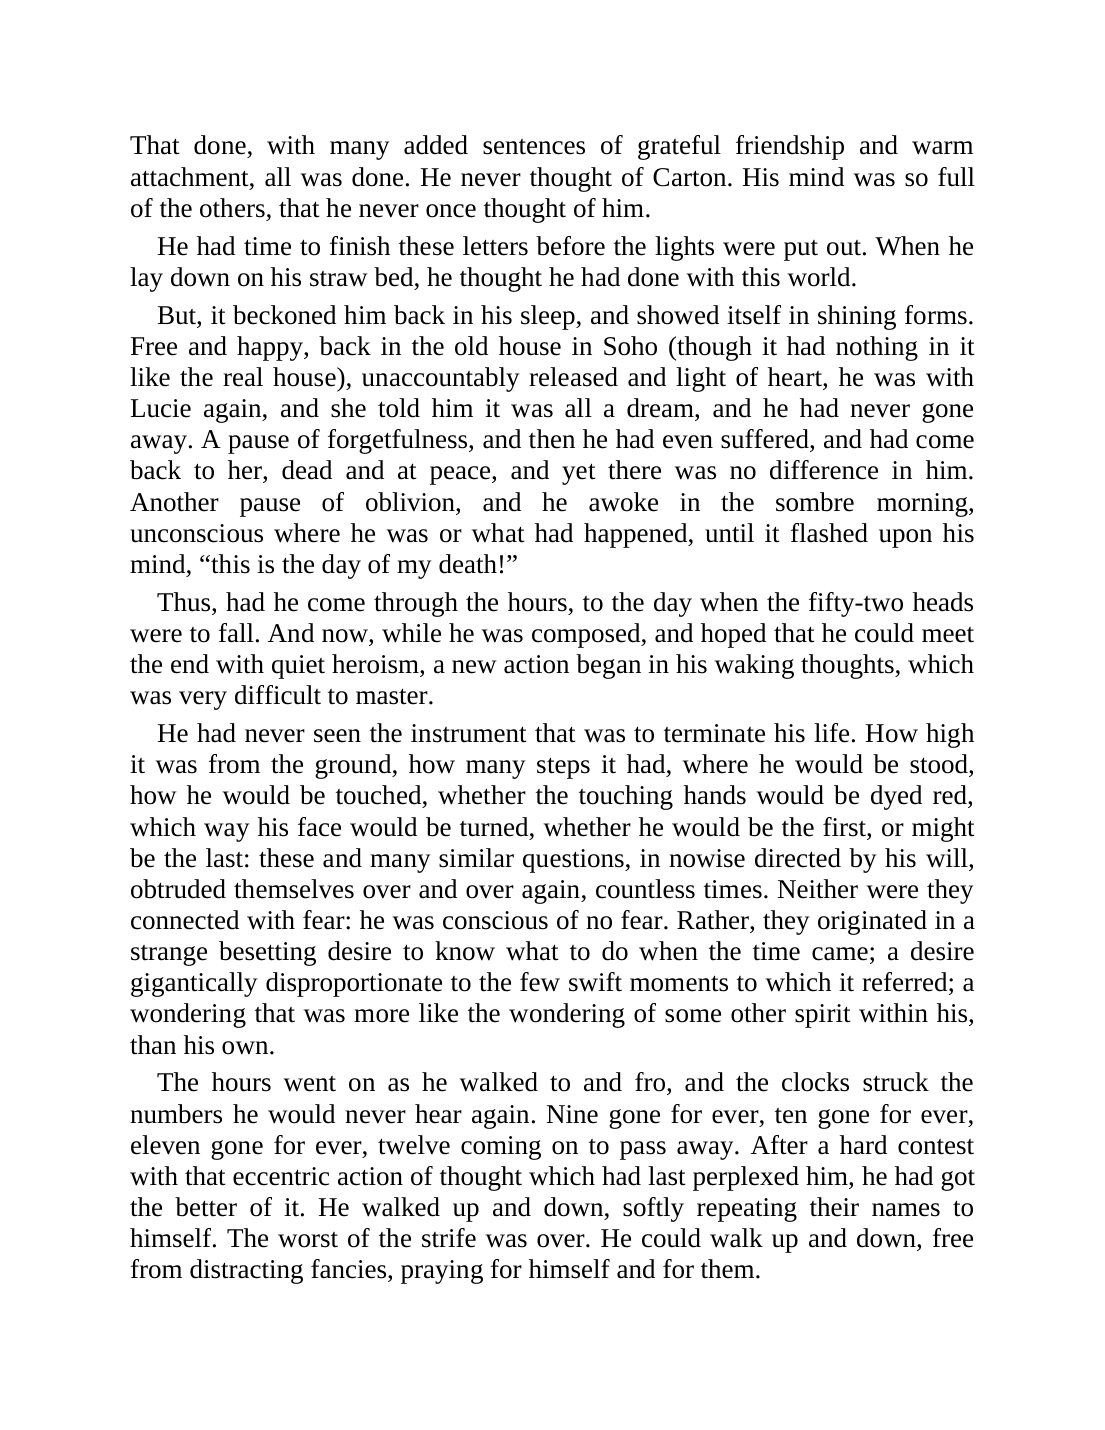 That done, with many added sentences of grateful friendship and warm
attachment, all was done. He never thought of Carton. His mind was so full
of the others, that he never once thought of him.
He had time to finish these letters before the lights were put out. When he
lay down on his straw bed, he thought he had done with this world.
But, it beckoned him back in his sleep, and showed itself in shining forms.
Free and happy, back in the old house in Soho (though it had nothing in it
like the real house), unaccountably released and light of heart, he was with
Lucie again, and she told him it was all a dream, and he had never gone
away. A pause of forgetfulness, and then he had even suffered, and had come
back to her, dead and at peace, and yet there was no difference in him.
Another pause of oblivion, and he awoke in the sombre morning,
unconscious where he was or what had happened, until it flashed upon his
mind, “this is the day of my death!”
Thus, had he come through the hours, to the day when the fifty-two heads
were to fall. And now, while he was composed, and hoped that he could meet
the end with quiet heroism, a new action began in his waking thoughts, which
was very difficult to master.
He had never seen the instrument that was to terminate his life. How high
it was from the ground, how many steps it had, where he would be stood,
how he would be touched, whether the touching hands would be dyed red,
which way his face would be turned, whether he would be the first, or might
be the last: these and many similar questions, in nowise directed by his will,
obtruded themselves over and over again, countless times. Neither were they
connected with fear: he was conscious of no fear. Rather, they originated in a
strange besetting desire to know what to do when the time came; a desire
gigantically disproportionate to the few swift moments to which it referred; a
wondering that was more like the wondering of some other spirit within his,
than his own.
The hours went on as he walked to and fro, and the clocks struck the
numbers he would never hear again. Nine gone for ever, ten gone for ever,
eleven gone for ever, twelve coming on to pass away. After a hard contest
with that eccentric action of thought which had last perplexed him, he had got
the better of it. He walked up and down, softly repeating their names to
himself. The worst of the strife was over. He could walk up and down, free
from distracting fancies, praying for himself and for them.